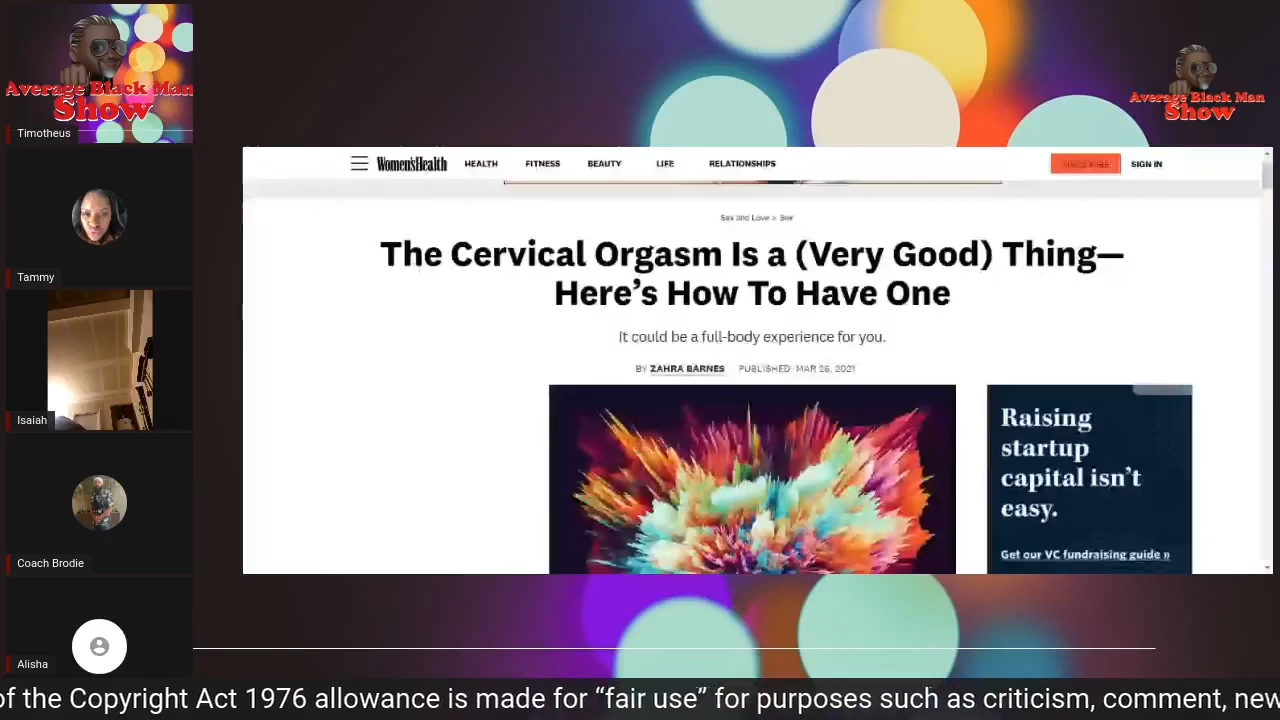 Average Black Man
Show
Timotheus
Tammy
Isaiah
Coach Brodie
Alisha
Average Black Man
Show
Women'sHealth
HEALTH
FITNESS
BEAUTY
LIFE
RELATIONSHIPS
SUBSCRIBE
SIGN IN
Sex and Love > Sex
The Cervical Orgasm Is a (Very Good) Thing—
Here's How To Have One
It could be a full-body experience for you.
BY ZAHRA BARNES PUBLISHED: MAR 26, 2021
Raising
startup
capital isn't
easy.
Get our VC fundraising guide »
of the Copyright Act 1976 allowance is made for “fair use” for purposes such as criticism, comment, new